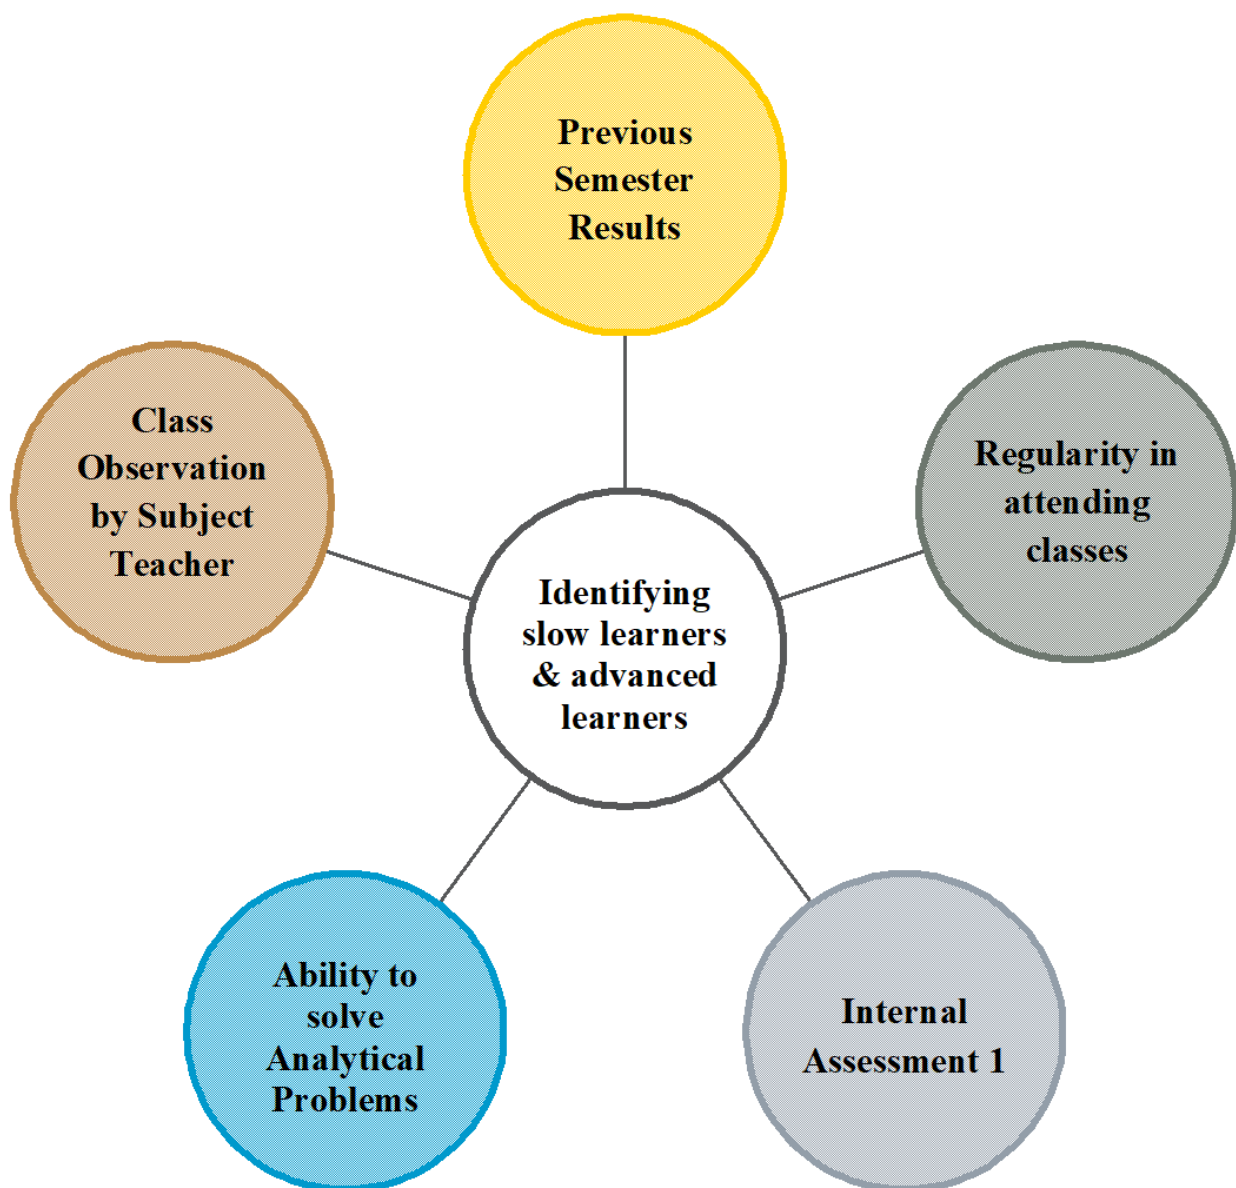 Previous
Semester
Results
Class
Observation
by Subject
Teacher
Regularity in
attending
classes
Identifying
slow learners
& advanced
learners
Ability to
solve
Analytical
Problems
Internal
Assessment 1